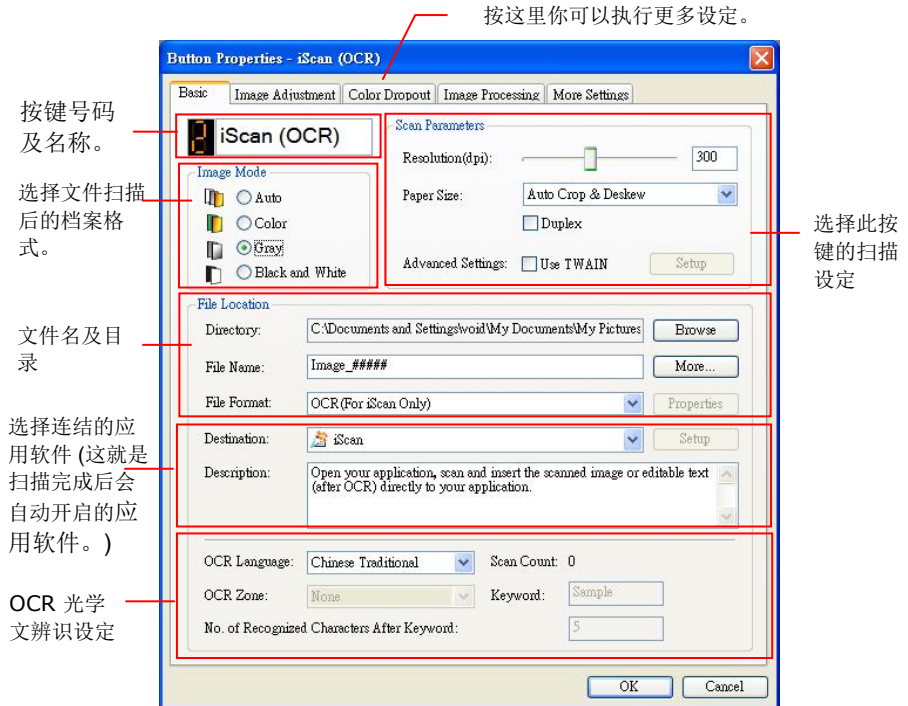 按这里你可以执行更多设定。
Button Properties - iScan (OCR)
Basic Image Adjustment Color Dropout Image Processing More Settings
按键号码
及名称。
2 iScan (OCR)
Scan Parameters
Resolution(dpi): 300
Paper Size: Auto Crop & Deskew
Duplex
Advanced Settings: Use TWAIN Setup
选择此按
键的扫描
设定
选择文件扫描
后的档案格
式。
Image Mode
Auto
Color
Gray
Black and White
文件名及目
录
File Location
Directory: C:\Documents and Settings\void\My Documents\My Pictures Browse
File Name: Image_##### More...
File Format: OCR(For iScan Only) Properties
选择连结的应
用软件 (这就是
扫描完成后会
自动开启的应
用软件。)
Destination: iScan Setup
Description: Open your application, scan and insert the scanned image or editable text
(after OCR) directly to your application.
OCR 光学
文辨识设定
OCR Language: Chinese Traditional Scan Count: 0
OCR Zone: None Keyword: Sample
No. of Recognized Characters After Keyword: 5
OK Cancel